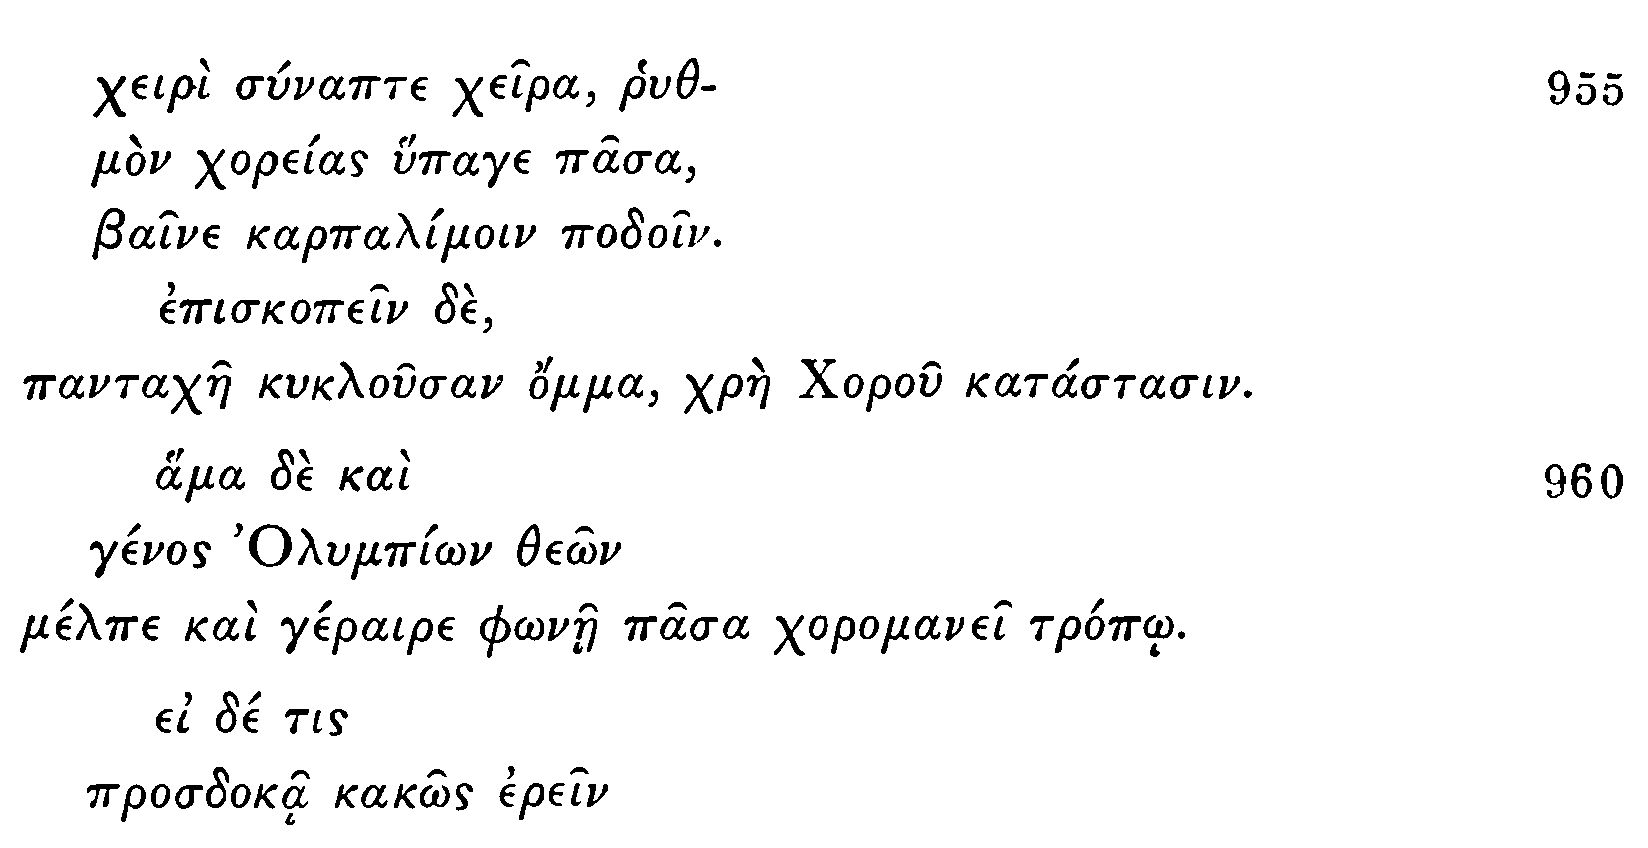 χειρὶ σύναπτε χεῖρα, ῥυθ- 955
μὸν χορείας ὕπαγε πᾶσα,
βαῖνε καρπαλίμοιν ποδοῖν.
ἐπισκοπεῖν δὲ,
πανταχῆ κυκλοῦσαν ὄμμα, χρὴ Χοροῦ κατάστασιν.
ἅμα δὲ καὶ 960
γένος Ὀλυμπίων θεῶν
μέλπε καὶ γέραιρε φωνῇ πᾶσα χορομανεῖ τρόπῳ.
εἰ δέ τις
προσδοκᾷ κακῶς ἐρεῖν